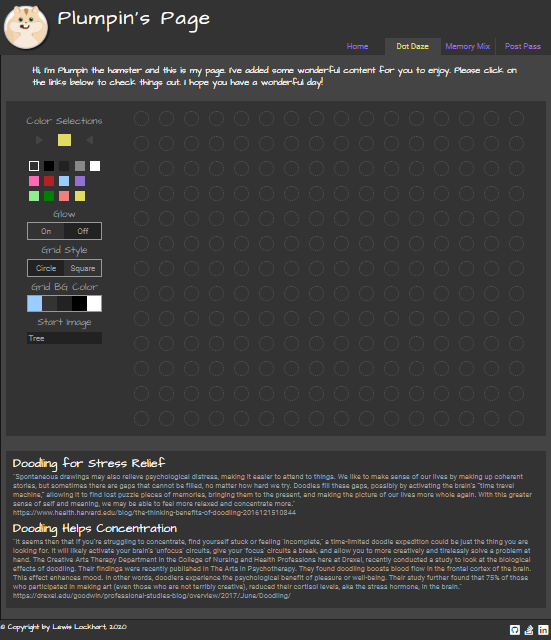 Plumpin's Page
Home
Dot Daze
Memory Mix
Post Pass
Hi, I'm Plumpin the hamster and this is my page. I've added some wonderful content for you to enjoy. Please click on
the links below to check things out. I hope you have a wonderful day!
Color Selections
Glow
On
Off
Grid Style
Circle
Square
Grid BG Color
Start Image
Tree
Doodling for Stress Relief
"Spontaneous drawings may also relieve psychological distress, making it easier to attend to things. We like to make sense of our lives by making up coherent
stories, but sometimes there are gaps that cannot be filled, no matter how hard we try. Doodles fill these gaps, possibly by activating the brain's "time travel
machine," allowing it to find lost puzzle pieces of memories, bringing them to the present, and making the picture of our lives more whole again. With this greater
sense of self and meaning, we may be able to feel more relaxed and concentrate more."
https://www.health.harvard.edu/blog/the-thinking-benefits-of-doodling-2016121510844
Doodling Helps Concentration
"It seems then that if you're struggling to concentrate, find yourself stuck or feeling 'incomplete,' a time-limited doodle expedition could be just the thing you are
looking for. It will likely activate your brain's 'unfocus' circuits, give your 'focus' circuits a break, and allow you to more creatively and tirelessly solve a problem at
hand. The Creative Arts Therapy Department in the College of Nursing and Health Professions here at Drexel, recently conducted a study to look at the biological
effects of doodling. Their findings were recently published in The Arts in Psychotherapy. They found doodling boosts blood flow in the frontal cortex of the brain.
This effect enhances mood. In other words, doodlers experience the psychological benefit of pleasure or well-being. Their study further found that 75% of those
who participated in making art (even those who are not terribly creative), reduced their cortisol levels, aka the stress hormone, in the brain."
https://drexel.edu/goodwin/professional-studies-blog/overview/2017/June/Doodling/
© Copyright by Lewis Lockhart, 2020